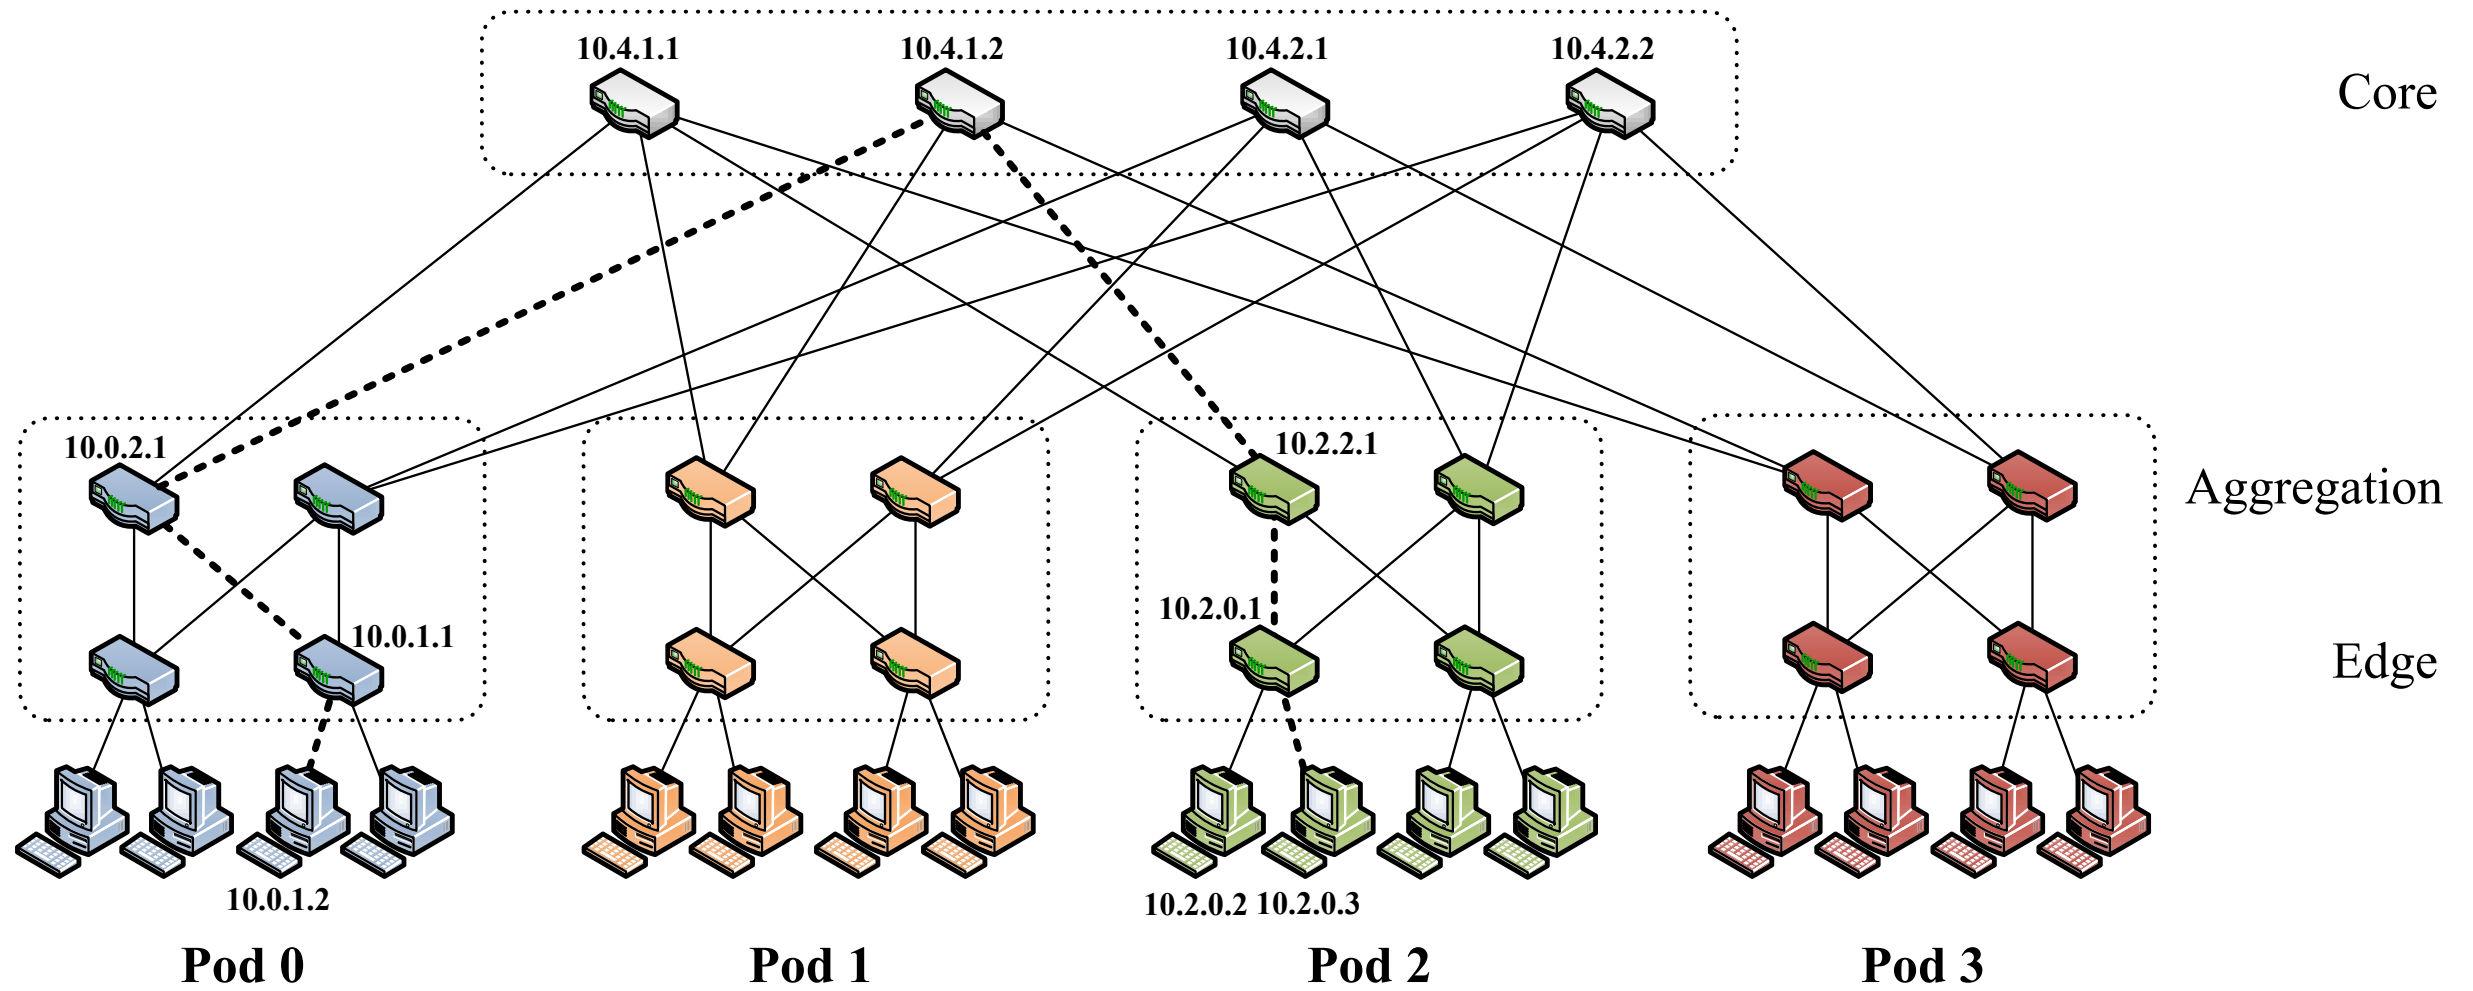 10.4.1.1
10.4.1.2
10.4.2.1
10.4.2.2
Core
10.0.2.1
10.2.2.1
Aggregation
10.0.1.1
10.2.0.1
Edge
10.0.1.2
10.2.0.2
10.2.0.3
Pod 0
Pod 1
Pod 2
Pod 3